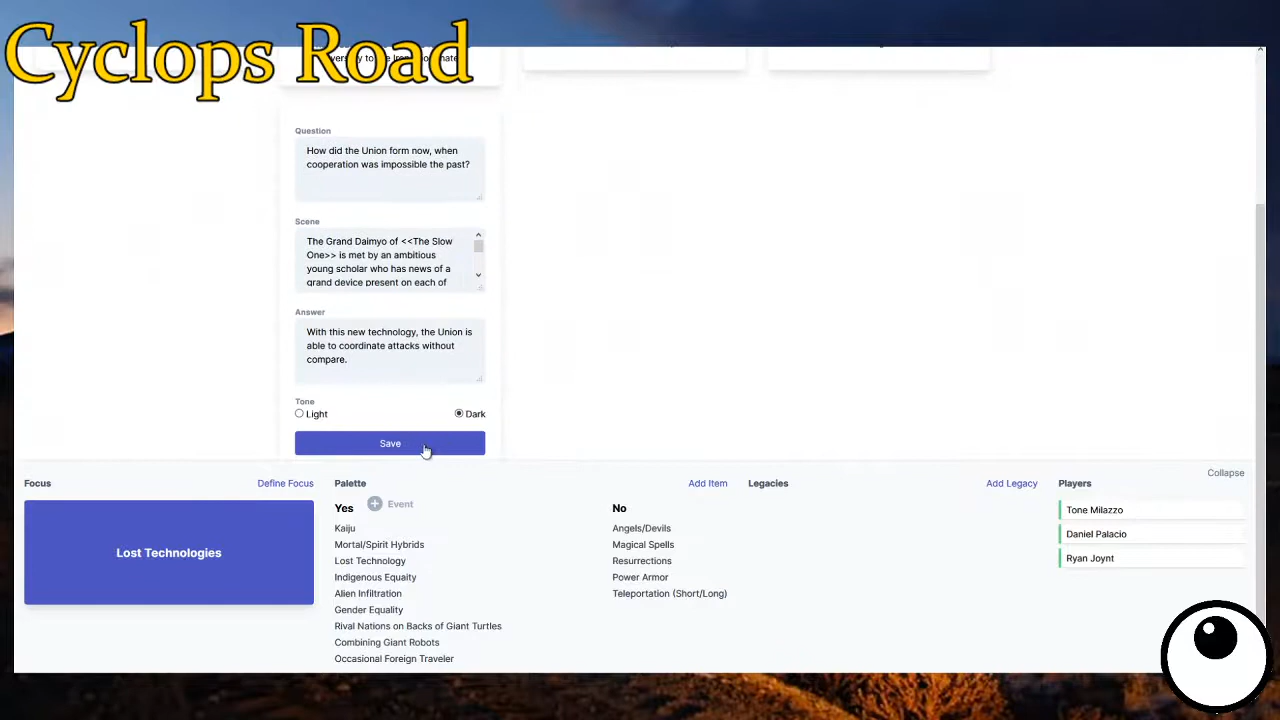 Cyclops Road
Question
How did the Union form now, when
cooperation was impossible the past?
Scene
The Grand Daimyo of <<The Slow
One>> is met by an ambitious
young scholar who has news of a
grand device present on each of
Answer
With this new technology, the Union is
able to coordinate attacks without
compare.
Tone
Light Dark
Save
Collapse
Focus Define Focus Palette Add Item Legacies Add Legacy Players
Lost Technologies
Yes
Event
Kaiju
Mortal/Spirit Hybrids
Lost Technology
Indigenous Equality
Alien Infiltration
Gender Equality
Rival Nations on Backs of Giant Turtles
Combining Giant Robots
Occasional Foreign Traveler
No
Angels/Devils
Magical Spells
Resurrections
Power Armor
Teleportation (Short/Long)
Tone Milazzo
Daniel Palacio
Ryan Joynt